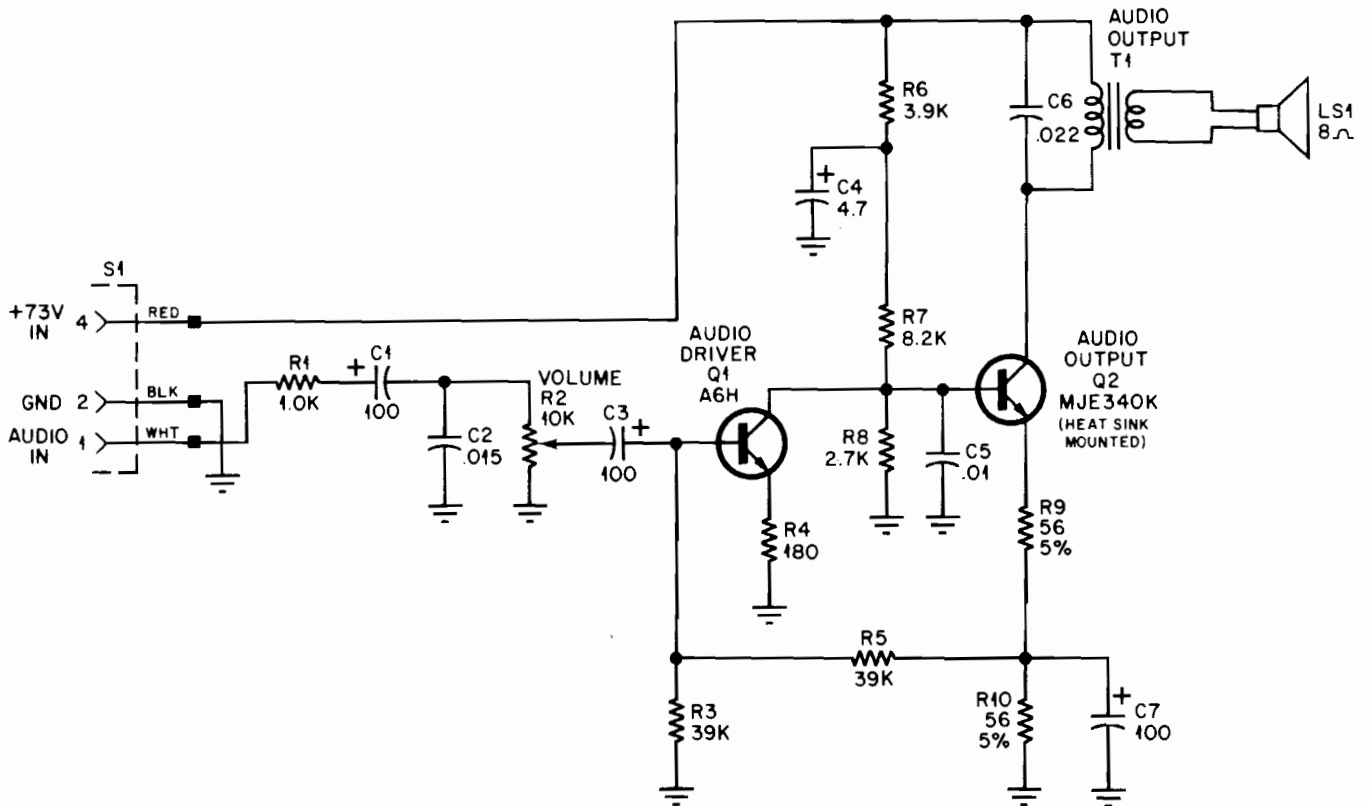 AUDIO
OUTPUT
T1
R6
3.9K
C6
.022
LS1
8Ω
+
C4
4.7
S1
+73V
IN
4
RED
R7
8.2K
AUDIO
DRIVER
Q1
A6H
AUDIO
OUTPUT
Q2
MJE340K
(HEAT SINK
MOUNTED)
R1
1.0K
+
C1
100
VOLUME
R2
10K
GND 2
BLK
AUDIO
IN
1
WHT
C2
.015
C3
+
100
R8
2.7K
C5
.01
R4
180
R9
56
5%
R5
39K
R3
39K
R10
56
5%
+
C7
100